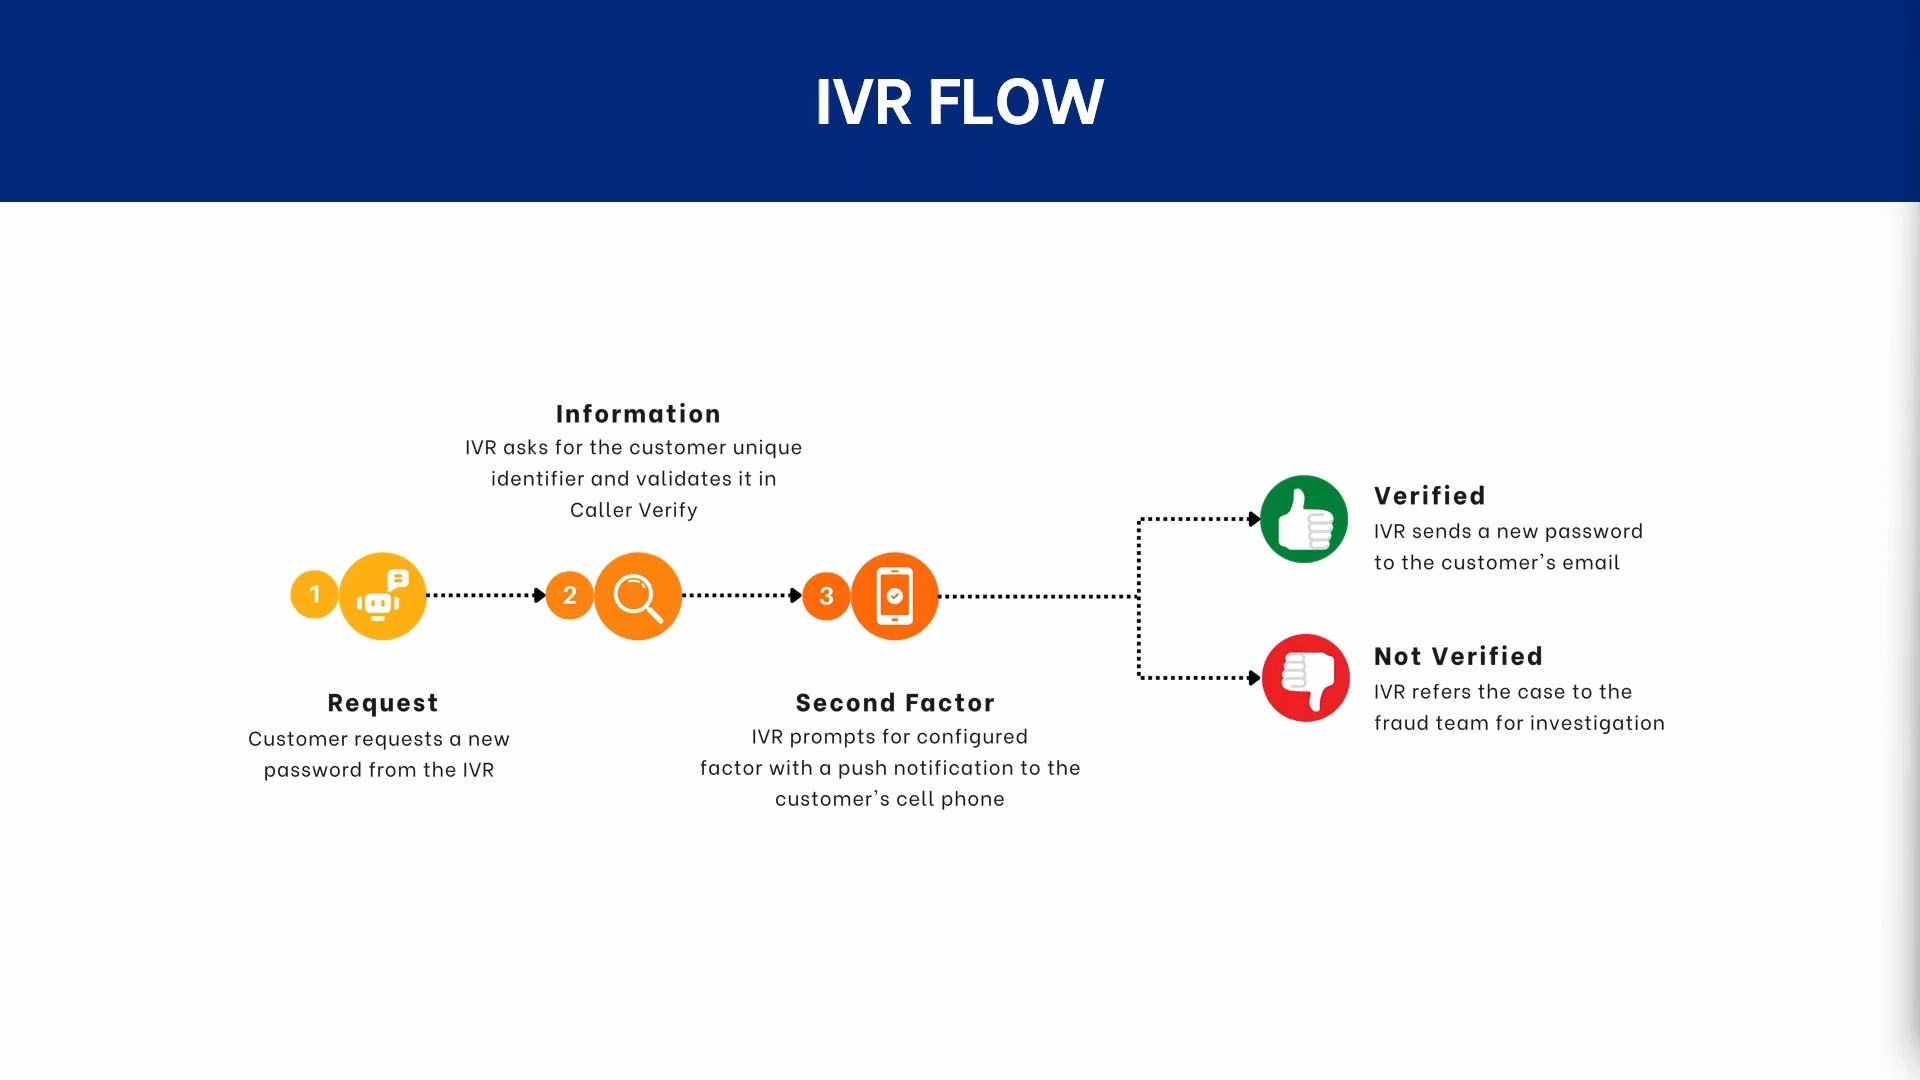 IVR FLOW
Information
IVR asks for the customer unique
identifier and validates it in
Caller Verify
1
2
3
Request
Customer requests a new
password from the IVR
Second Factor
IVR prompts for configured
factor with a push notification to the
customer's cell phone
Verified
IVR sends a new password
to the customer's email
Not Verified
IVR refers the case to the
fraud team for investigation